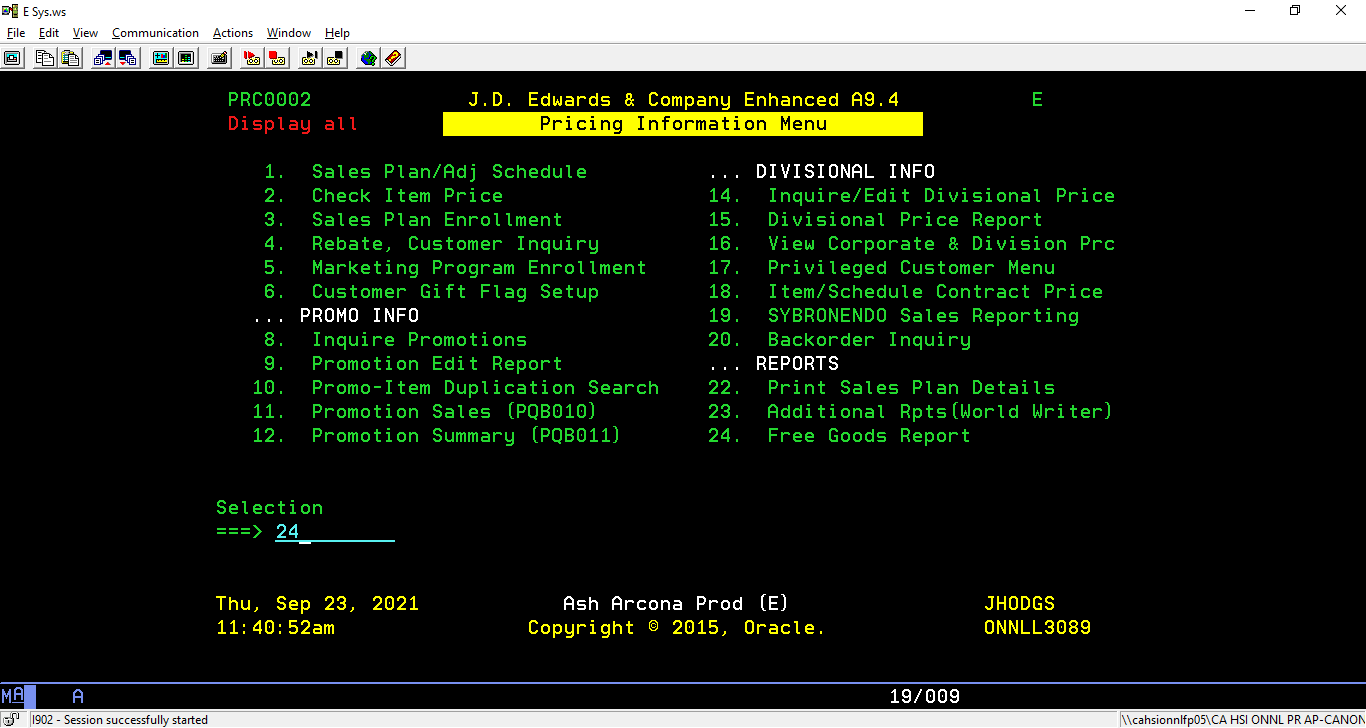 E Sys.ws
File Edit View Communication Actions Window Help
PRC0002 J.D. Edwards & Company Enhanced A9.4 E
Display all Pricing Information Menu
1. Sales Plan/Adj Schedule ... DIVISIONAL INFO
2. Check Item Price 14. Inquire/Edit Divisional Price
3. Sales Plan Enrollment 15. Divisional Price Report
4. Rebate, Customer Inquiry 16. View Corporate & Division Prc
5. Marketing Program Enrollment 17. Privileged Customer Menu
6. Customer Gift Flag Setup 18. Item/Schedule Contract Price
... PROMO INFO 19. SYBRONENDO Sales Reporting
8. Inquire Promotions 20. Backorder Inquiry
9. Promotion Edit Report ... REPORTS
10. Promo-Item Duplication Search 22. Print Sales Plan Details
11. Promotion Sales (PQB010) 23. Additional Rpts(World Writer)
12. Promotion Summary (PQB011) 24. Free Goods Report
Selection
===> 24
Thu, Sep 23, 2021 Ash Arcona Prod (E) JHODGS
11:40:52am Copyright © 2015, Oracle. ONNLL3089
MA A 19/009
I902 - Session successfully started \\cahsionnlfp05\CA HSI ONNL PR AP-CANON